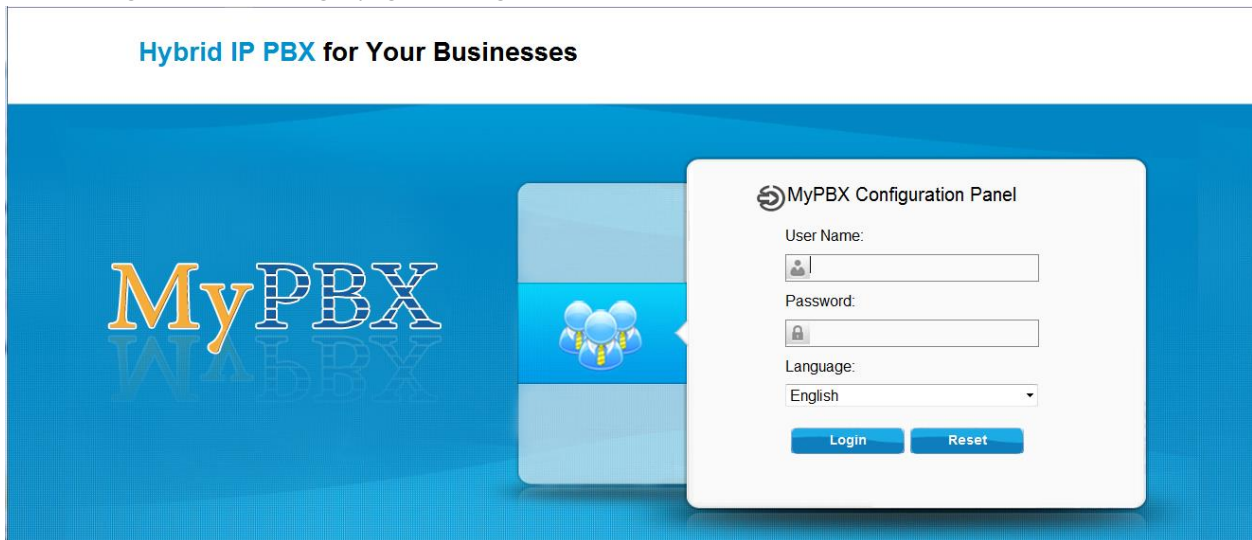 Hybrid IP PBX for Your Businesses
MyPBX
MyPBX Configuration Panel
User Name:
Password:
Language:
English
Login Reset